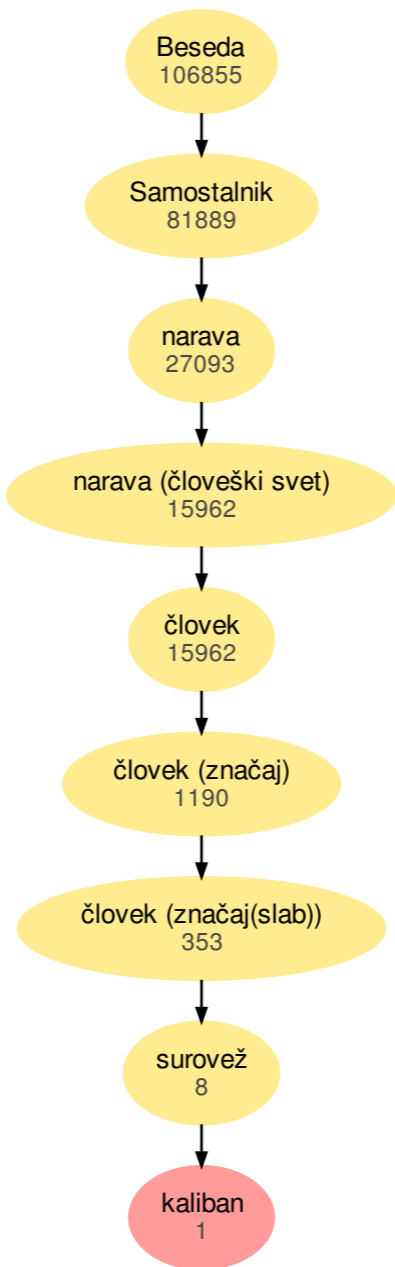 Beseda
106855
Samostalnik
81889
narava
27093
narava (človeški svet)
15962
človek
15962
človek (značaj)
1190
človek (značaj(slab))
353
surovež
8
kaliban
1